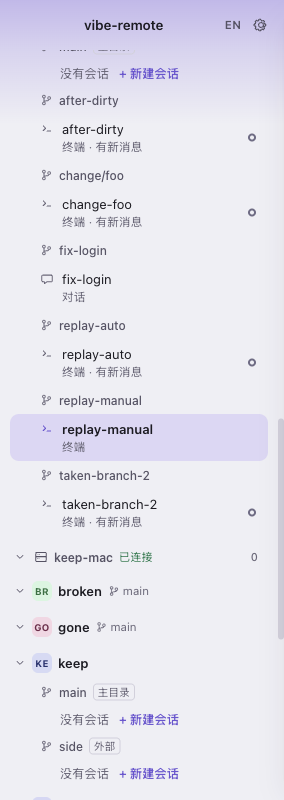 vibe-remote
EN
没有会话 + 新建会话
after-dirty
after-dirty
终端 · 有新消息
change/foo
change-foo
终端 · 有新消息
fix-login
fix-login
对话
replay-auto
replay-auto
终端 · 有新消息
replay-manual
replay-manual
终端
taken-branch-2
taken-branch-2
终端 · 有新消息
keep-mac 已连接 0
BR broken main
GO gone main
KE keep
main 主目录
没有会话 + 新建会话
side 外部
没有会话 + 新建会话